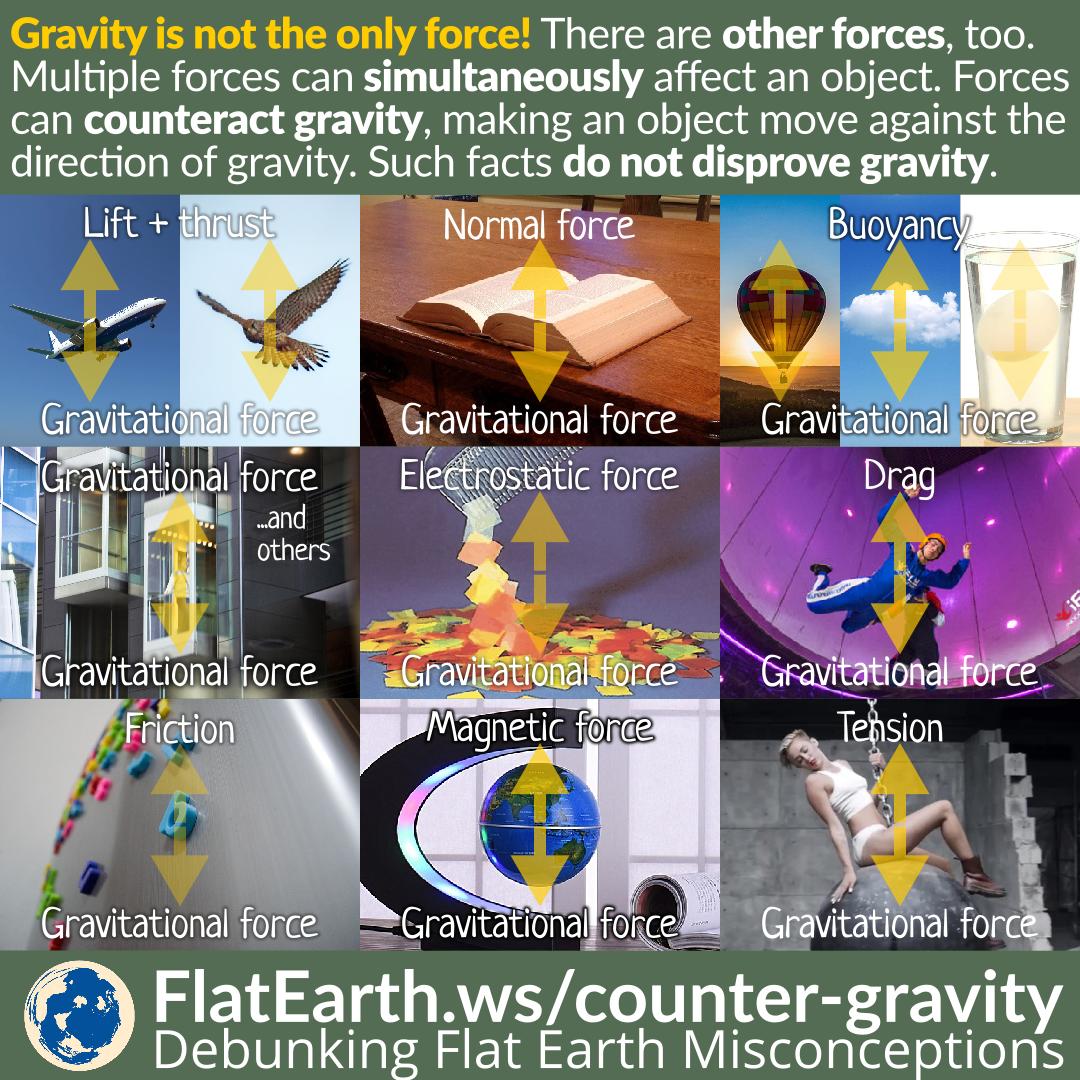 Gravity is not the only force! There are other forces, too.
Multiple forces can simultaneously affect an object. Forces
can counteract gravity, making an object move against the
direction of gravity. Such facts do not disprove gravity.
Lift + thrust
Normal force
Buoyancy
Gravitational force
Gravitational force
Gravitational force
Gravitational force
...and
others
Electrostatic force
Drag
Gravitational force
Gravitational force
Gravitational force
Friction
Magnetic force
Tension
Gravitational force
Gravitational force
Gravitational force
FlatEarth.ws/counter-gravity
Debunking Flat Earth Misconceptions